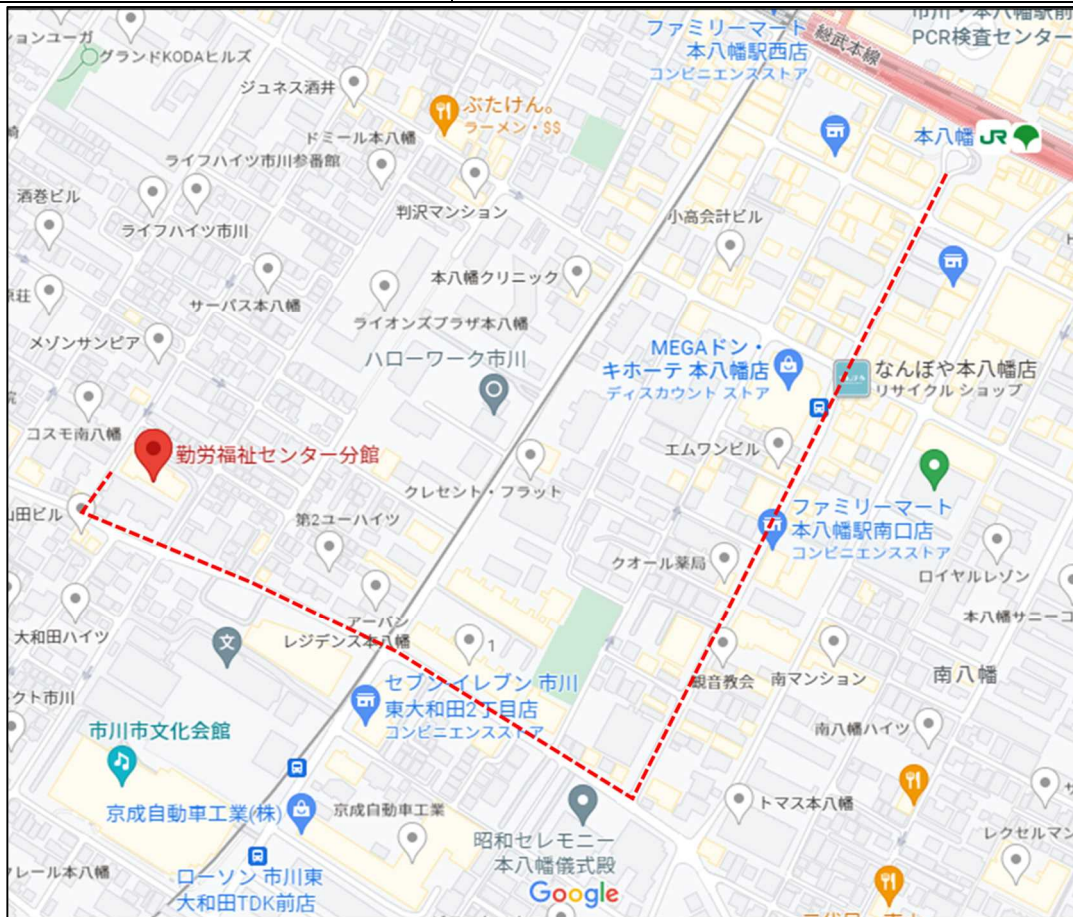 ションユーガ
グランドKODAハイルズ
ファミリーマート
本八幡駅西店
コンビニエンスストア
総武本線
市川・本八幡駅前
PCR検査センター
ジュネス酒井
ぶたけん。
ラーメン・$$
本八幡 JR
ドミール本八幡
ライフハイツ市川参番館
酒巻ビル
判沢マンション
小高会計ビル
ライフハイツ市川
本八幡クリニック
サーパス本八幡
ライオンズプラザ本八幡
メゾンサンピア
ハローワーク市川
MEGAドン・
キホーテ 本八幡店
ディスカウント ストア
なんぼや本八幡店
リサイクル ショップ
コスモ南八幡
勤労福祉センター分館
エムワンビル
クレセント・フラット
山田ビル
第2ユーハイツ
ファミリーマート
本八幡駅南口店
コンビニエンスストア
クオール薬局
ロイヤルレゾン
本八幡サニーコ
大和田ハイツ
文
アーバン
レジデンス本八幡
1
観音教会
南マンション
南八幡
クト市川
セブン-イレブン 市川
東大和田2丁目店
コンビニエンスストア
南八幡ハイツ
市川市文化会館
京成自動車工業(株)
京成自動車工業
トマス本八幡
昭和セレモニー
本八幡儀式殿
レクセルマン
レール本八幡
ローソン 市川東
大和田TDK前店
Google